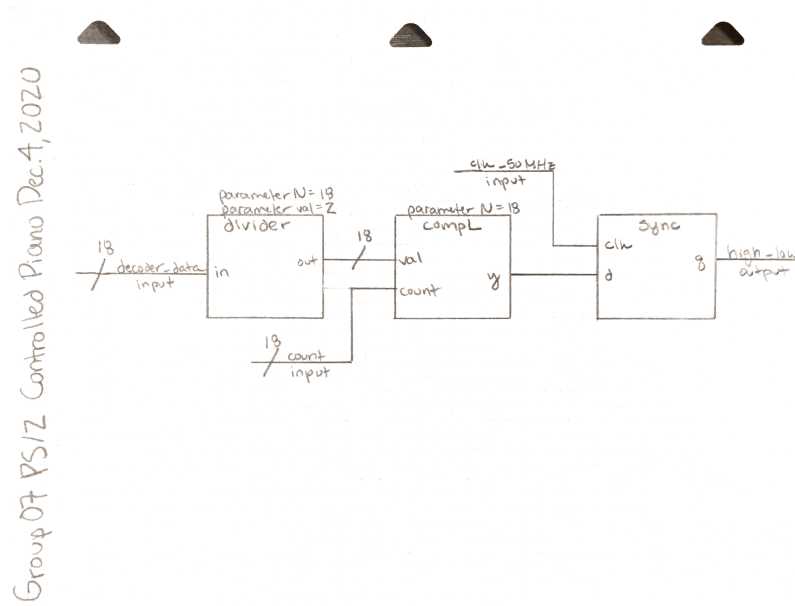 Group 07 PS/2 Controlled Piano Dec. 4, 2020
clk_50MHz
input
parameter N=18
parameter val=2
divider
18
decoder_data
input
in
out
18
parameter N=18
compL
val
count
y
18
count
input
Sync
clk
d
q
high_low
output